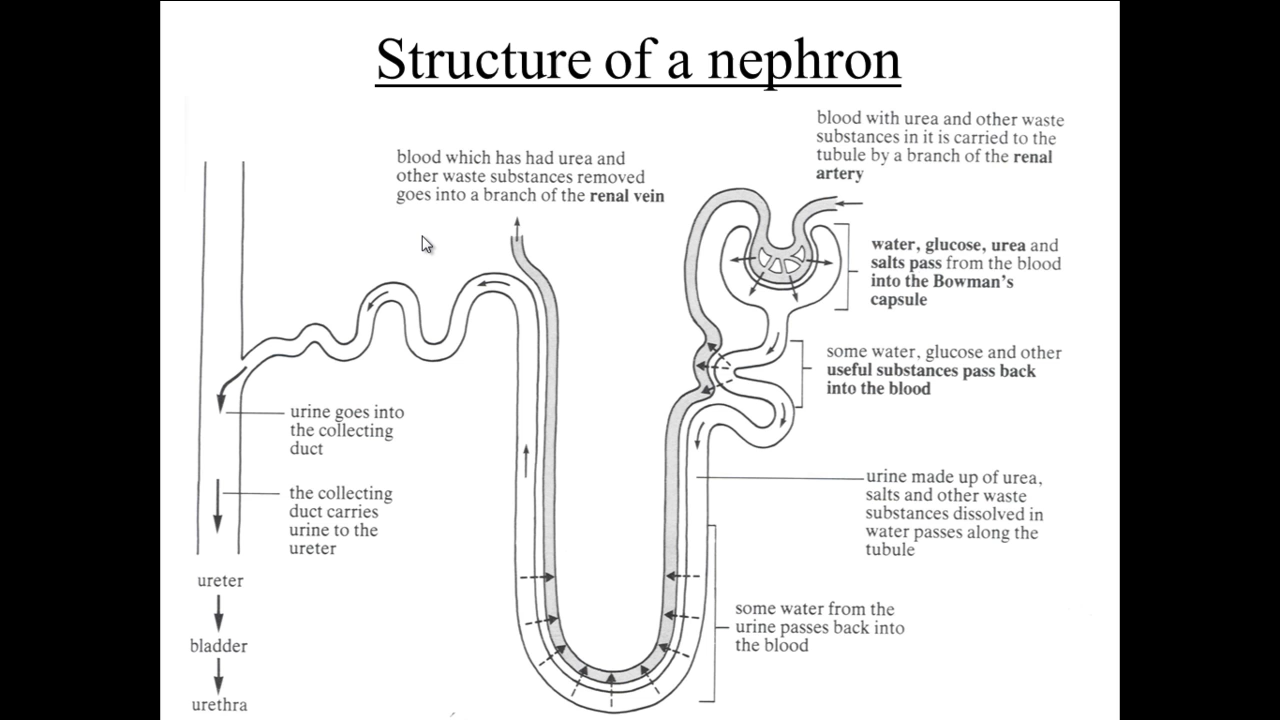 Structure of a nephron
blood with urea and other waste
substances in it is carried to the
tubule by a branch of the renal
artery
blood which has had urea and
other waste substances removed
goes into a branch of the renal vein
water, glucose, urea and
salts pass from the blood
into the Bowman's
capsule
some water, glucose and other
useful substances pass back
into the blood
urine goes into
the collecting
duct
the collecting
duct carries
urine to the
ureter
urine made up of urea,
salts and other waste
substances dissolved in
water passes along the
tubule
some water from the
urine passes back into
the blood
ureter
bladder
urethra